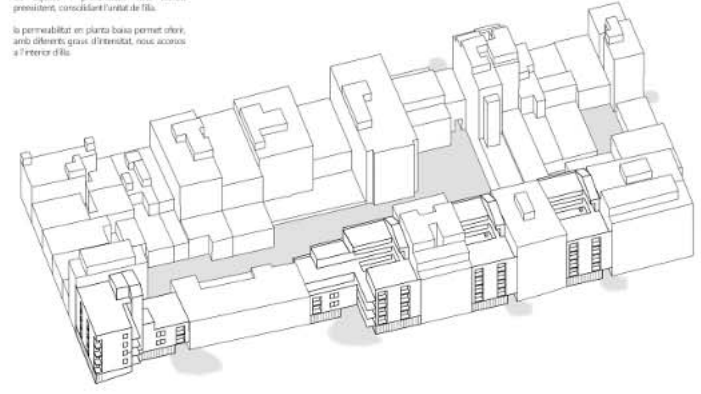 preexistent, consolidant l'unitat de l'illa.
la permeabilitat en planta baixa permet oferir,
amb diferents graus d'intensitat, nous accesos
a l'interior d'illa.